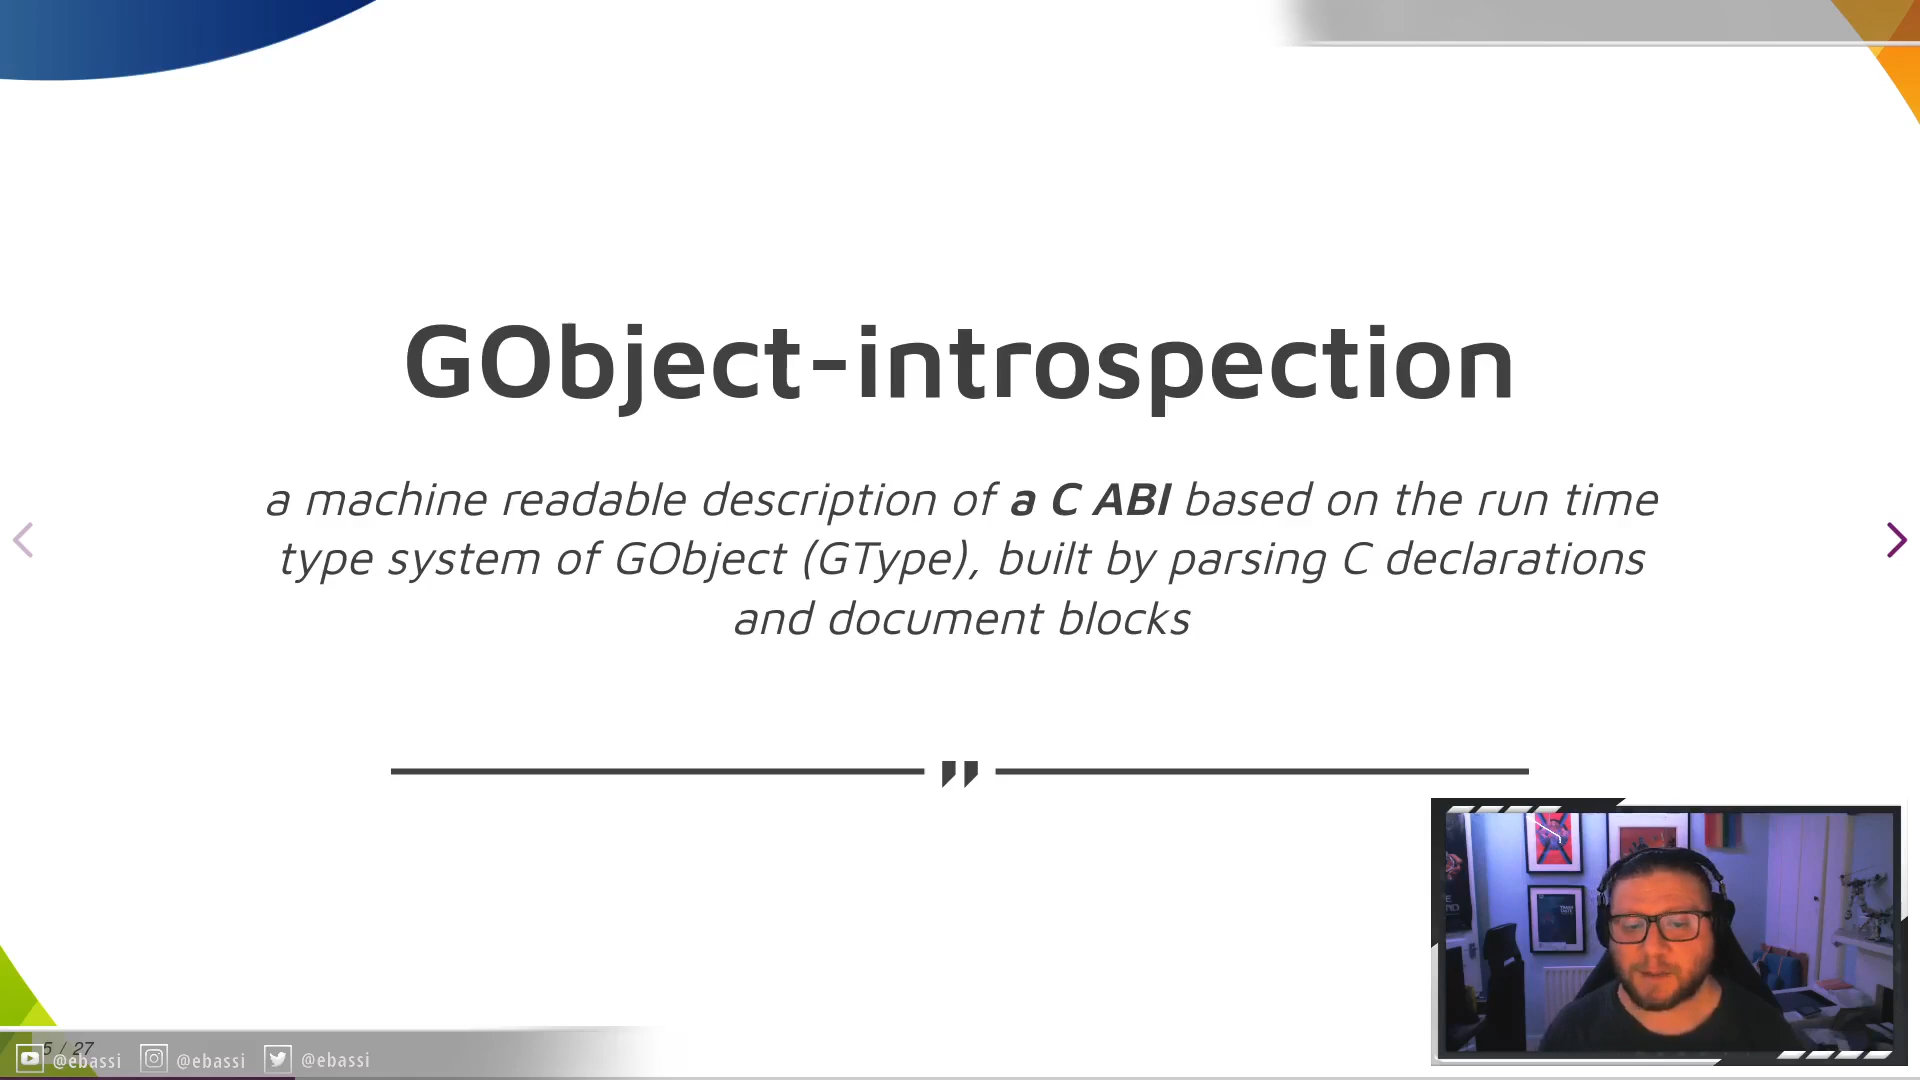 GObject-introspection
a machine readable description of a C ABI based on the run time
type system of GObject (GType), built by parsing C declarations
and document blocks
5 / 27
@ebassi @ebassi @ebassi